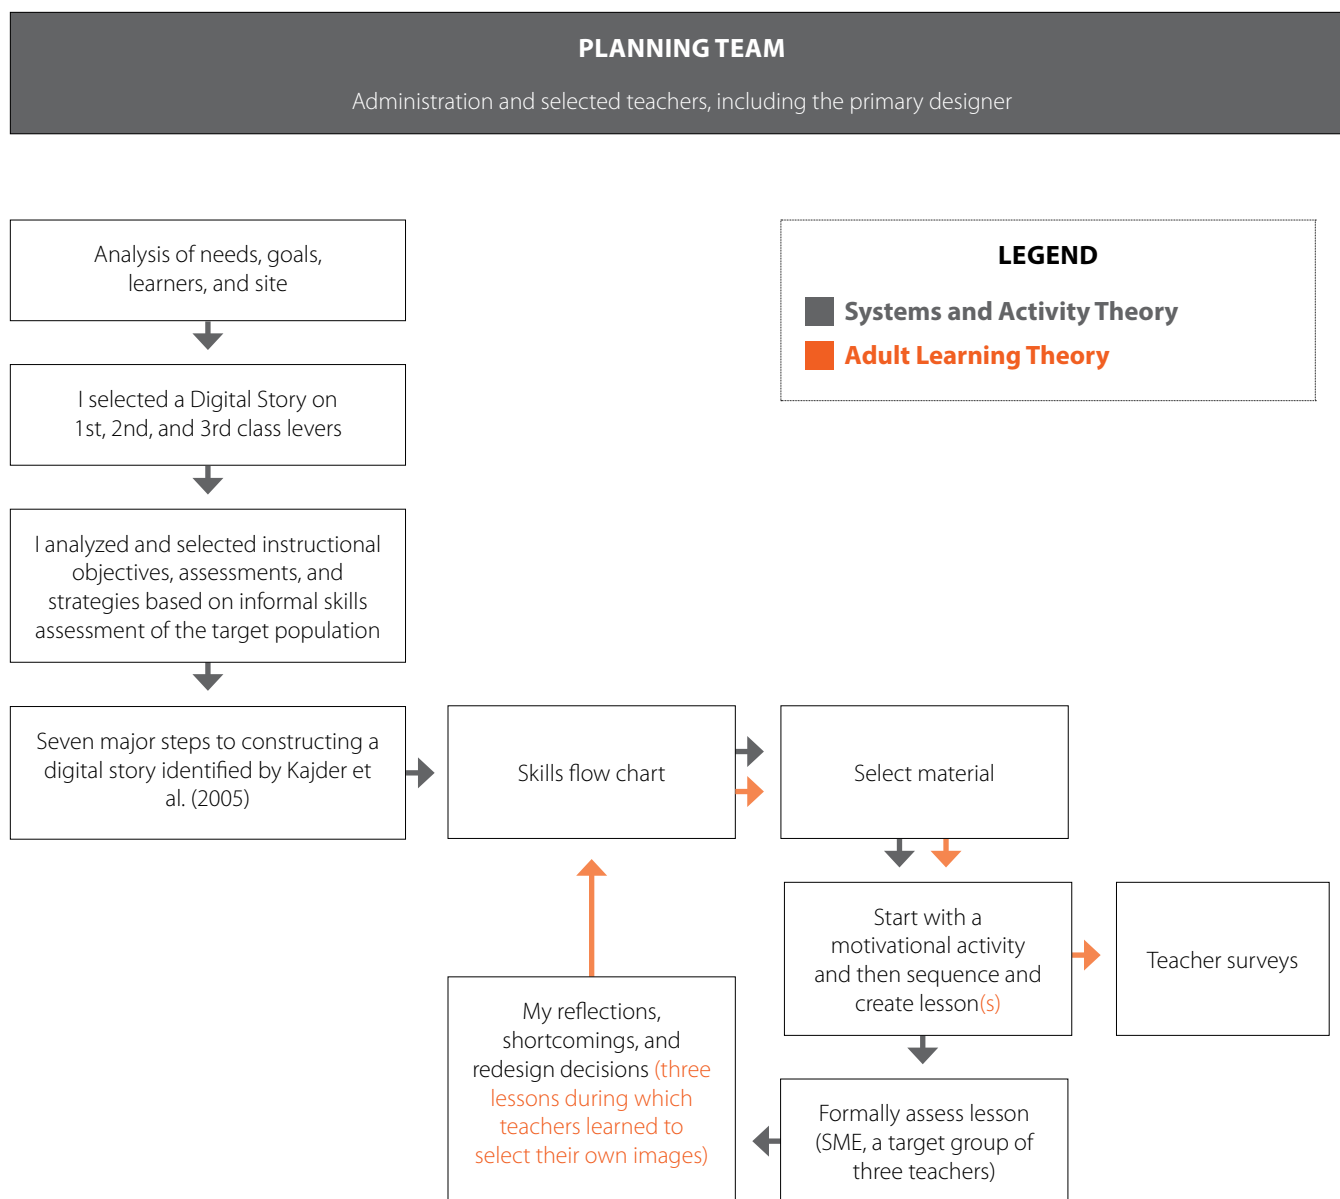 PLANNING TEAM
Administration and selected teachers, including the primary designer
Analysis of needs, goals,
learners, and site
LEGEND
Systems and Activity Theory
Adult Learning Theory
I selected a Digital Story on
1st, 2nd, and 3rd class levers
I analyzed and selected instructional
objectives, assessments, and
strategies based on informal skills
assessment of the target population
Seven major steps to constructing a
digital story identified by Kajder et
al. (2005)
Skills flow chart
Select material
Start with a
motivational activity
and then sequence and
create lesson(s)
Teacher surveys
My reflections,
shortcomings, and
redesign decisions (three
lessons during which
teachers learned to
select their own images)
Formally assess lesson
(SME, a target group of
three teachers)